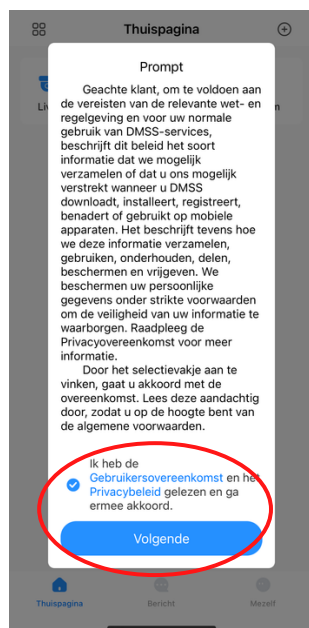 Thuispagina
Prompt
Geachte klant, om te voldoen aan
de vereisten van de relevante wet- en
regelgeving en voor uw normale
gebruik van DMSS-services,
beschrijft dit beleid het soort
informatie dat we mogelijk
verzamelen of dat u ons mogelijk
verstrekt wanneer u DMSS
downloadt, installeert, registreert,
benadert of gebruikt op mobiele
apparaten. Het beschrijft tevens hoe
we deze informatie verzamelen,
gebruiken, onderhouden, delen,
beschermen en vrijgeven. We
beschermen uw persoonlijke
gegevens onder strikte voorwaarden
om de veiligheid van uw informatie te
waarborgen. Raadpleeg de
Privacyovereenkomst voor meer
informatie.
Door het selectievakje aan te
vinken, gaat u akkoord met de
overeenkomst. Lees deze aandachtig
door, zodat u op de hoogte bent van
de algemene voorwaarden.
Ik heb de
Gebruikersovereenkomst en het
Privacybeleid gelezen en ga
ermee akkoord.
Volgende
Thuispagina
Bericht
Mezelf